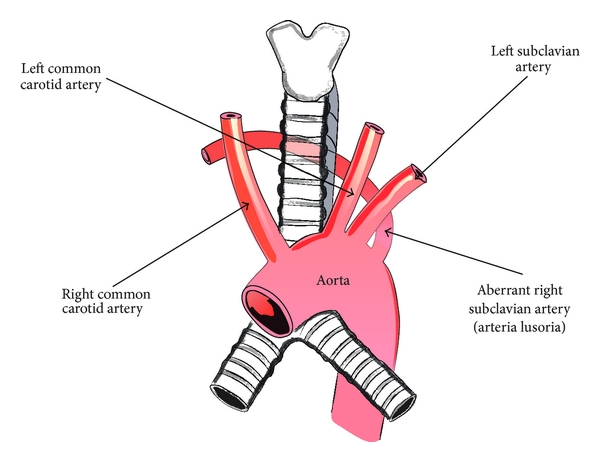 Left common
carotid artery
Left subclavian
artery
Aorta
Right common
carotid artery
Aberrant right
subclavian artery
(arteria lusoria)